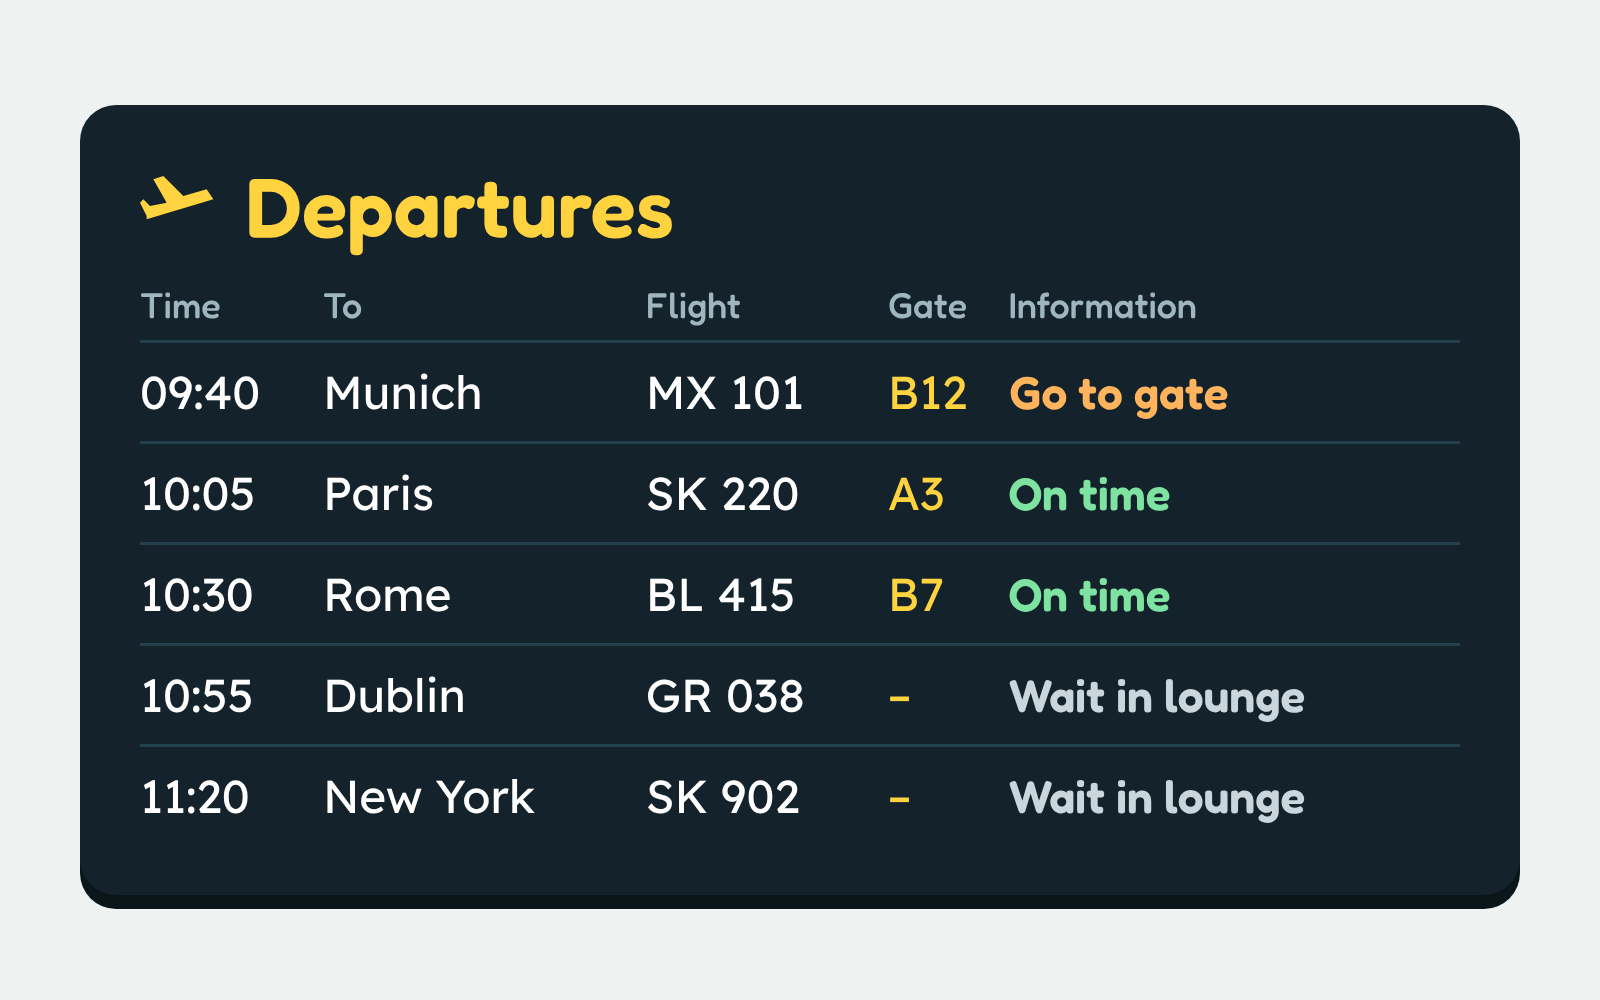 Departures
Time To Flight Gate Information
09:40 Munich MX 101 B12 Go to gate
10:05 Paris SK 220 A3 On time
10:30 Rome BL 415 B7 On time
10:55 Dublin GR 038 – Wait in lounge
11:20 New York SK 902 – Wait in lounge